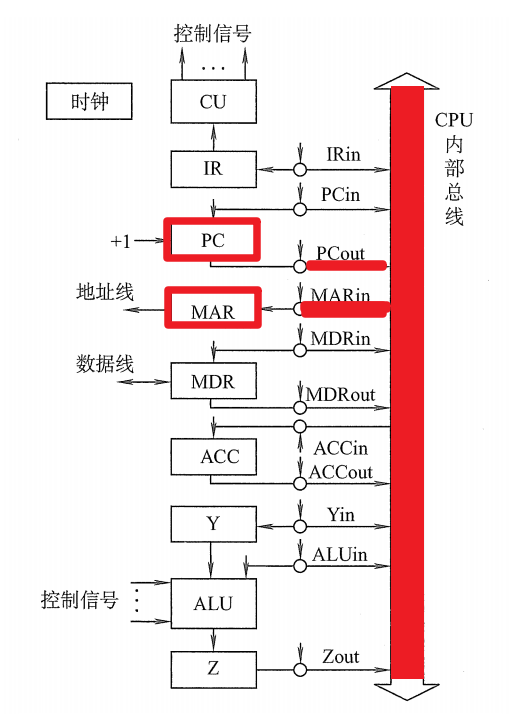 控制信号
...
时钟
CU
CPU
内
部
总
线
IR
IRin
PCin
+1
PC
PCout
地址线
MAR
MARin
MDRin
数据线
MDR
MDRout
ACC
ACCin
ACCout
Y
Yin
ALUin
控制信号
...
ALU
Z
Zout